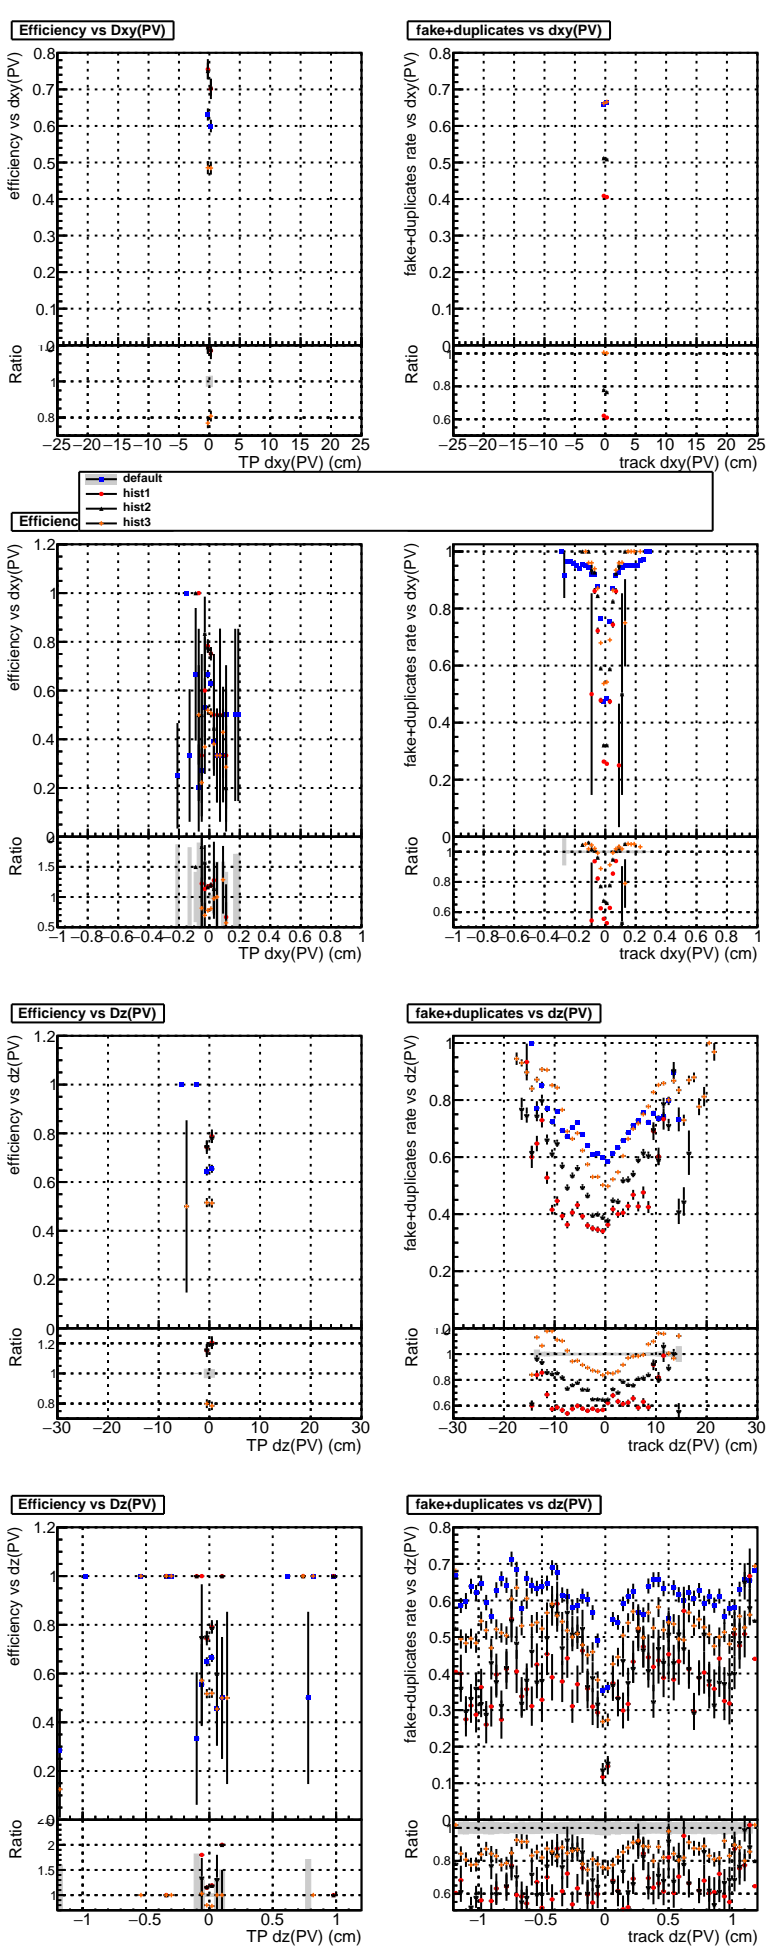 Efficiency vs Dxy(PV)
fake+duplicates vs dxy(PV)
efficiency vs dxy(PV)
0.8
0.7
0.6
0.5
0.4
0.3
0.2
0.1
0
fake+duplicates rate vs dxy(PV)
0.8
0.7
0.6
0.5
0.4
0.3
0.2
0.1
0
Ratio
1
0.8
Ratio
1
0.8
0.6
−25 −20 −15 −10 −5 0 5 10 15 20 25
TP dxy(PV) (cm)
−25 −20 −15 −10 −5 0 5 10 15 20 25
track dxy(PV) (cm)
default
hist1
hist2
hist3
Efficienc
efficiency vs dxy(PV)
1.2
1
0.8
0.6
0.4
0.2
0
fake+duplicates rate vs dxy(PV)
1
0.8
0.6
0.4
0.2
0
Ratio
2
1.5
1
0.5
Ratio
1
0.8
0.6
−1 −0.8 −0.6 −0.4 −0.2 0 0.2 0.4 0.6 0.8 1
TP dxy(PV) (cm)
−1 −0.8 −0.6 −0.4 −0.2 0 0.2 0.4 0.6 0.8 1
track dxy(PV) (cm)
Efficiency vs Dz(PV)
fake+duplicates vs dz(PV)
efficiency vs dz(PV)
1.2
1
0.8
0.6
0.4
0.2
0
fake+duplicates rate vs dz(PV)
1
0.8
0.6
0.4
0.2
0
Ratio
1.2
1
0.8
Ratio
1
0.8
0.6
−30 −20 −10 0 10 20 30
TP dz(PV) (cm)
−30 −20 −10 0 10 20 30
track dz(PV) (cm)
Efficiency vs Dz(PV)
fake+duplicates vs dz(PV)
efficiency vs dz(PV)
1.2
1
0.8
0.6
0.4
0.2
0
fake+duplicates rate vs dz(PV)
0.8
0.7
0.6
0.5
0.4
0.3
0.2
0.1
0
Ratio
2
1.5
1
Ratio
1
0.8
0.6
−1 −0.5 0 0.5 1
TP dz(PV) (cm)
−1 −0.5 0 0.5 1
track dz(PV) (cm)